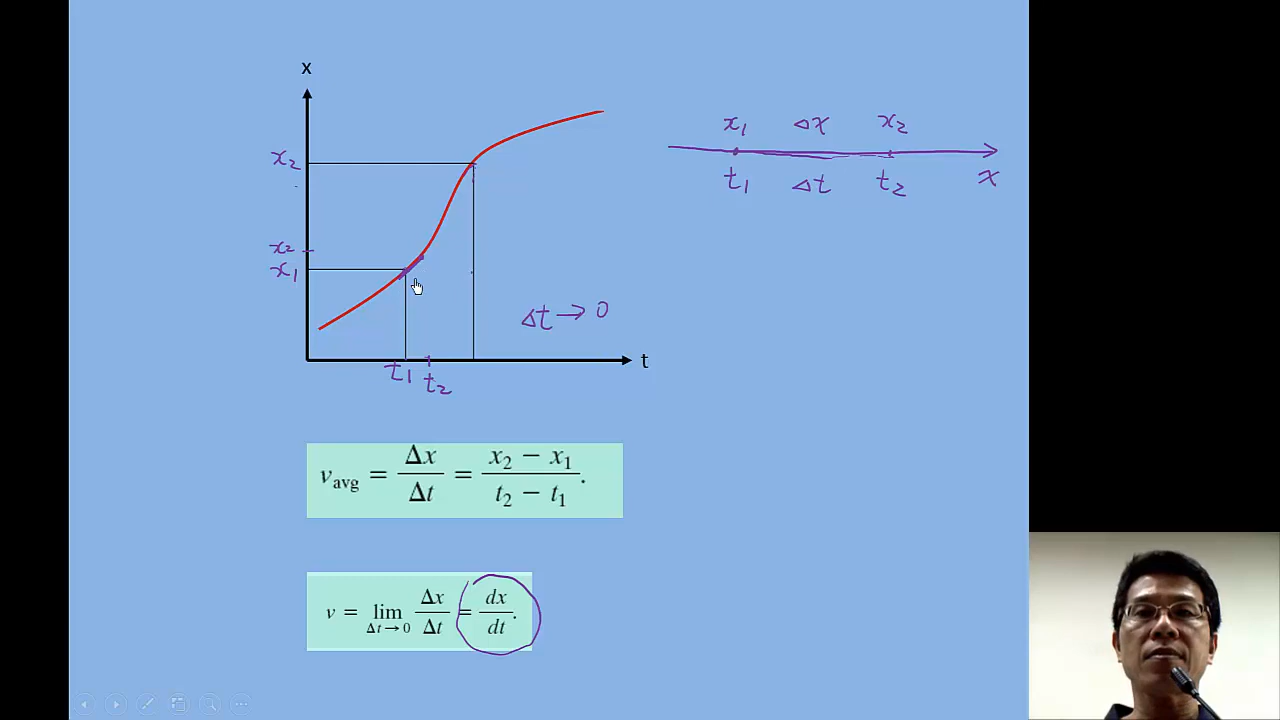 x
x₁ Δx x₂
t₁ Δt t₂ x
x₂
x₂
x₁
Δt → 0
t
t₁ t₂
v_avg = Δx/Δt = (x₂ − x₁)/(t₂ − t₁).
v = lim_{Δt→0} Δx/Δt = dx/dt.